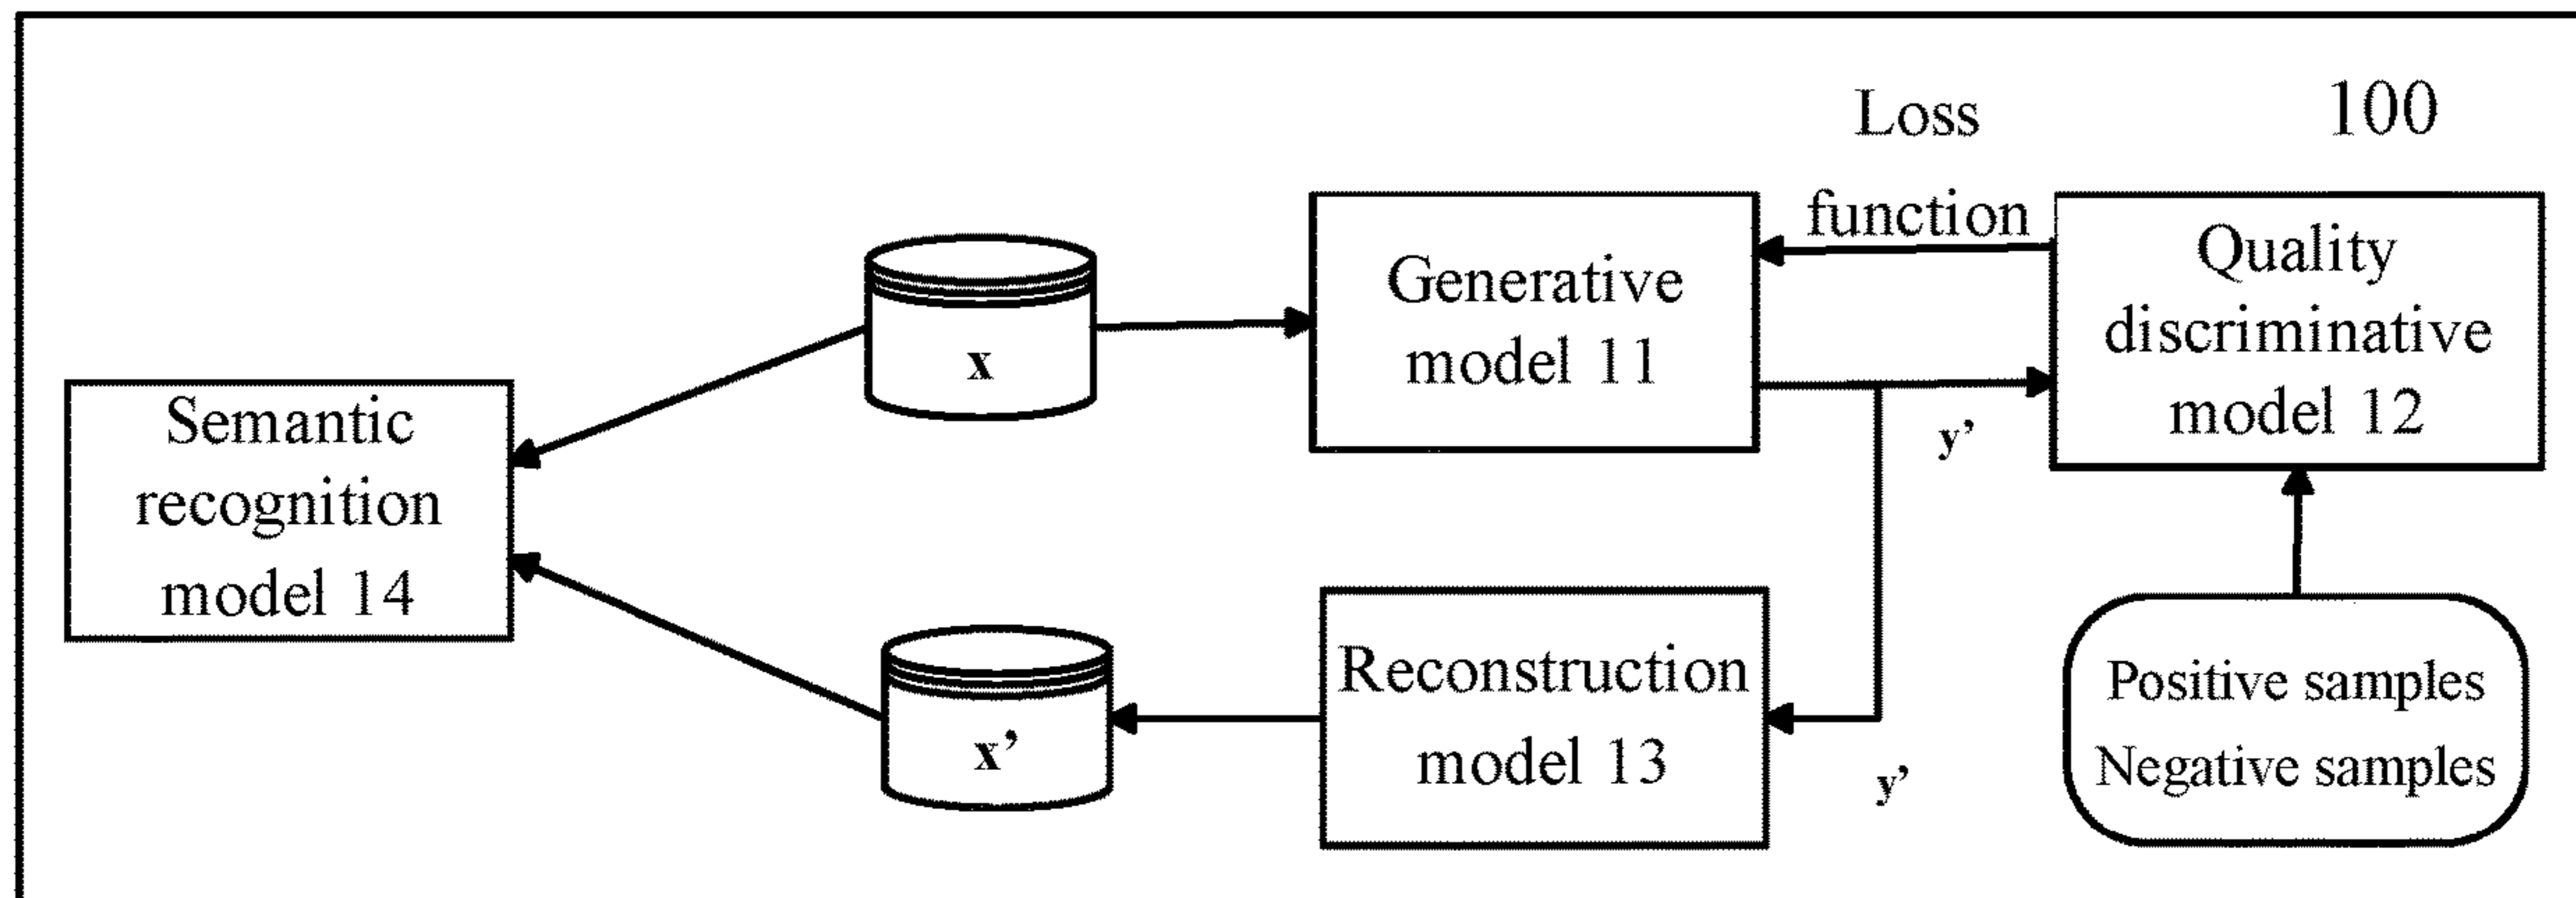 100
Loss
function
Generative
model 11
Quality
discriminative
model 12
x
y’
Semantic
recognition
model 14
Reconstruction
model 13
x’
y’
Positive samples
Negative samples